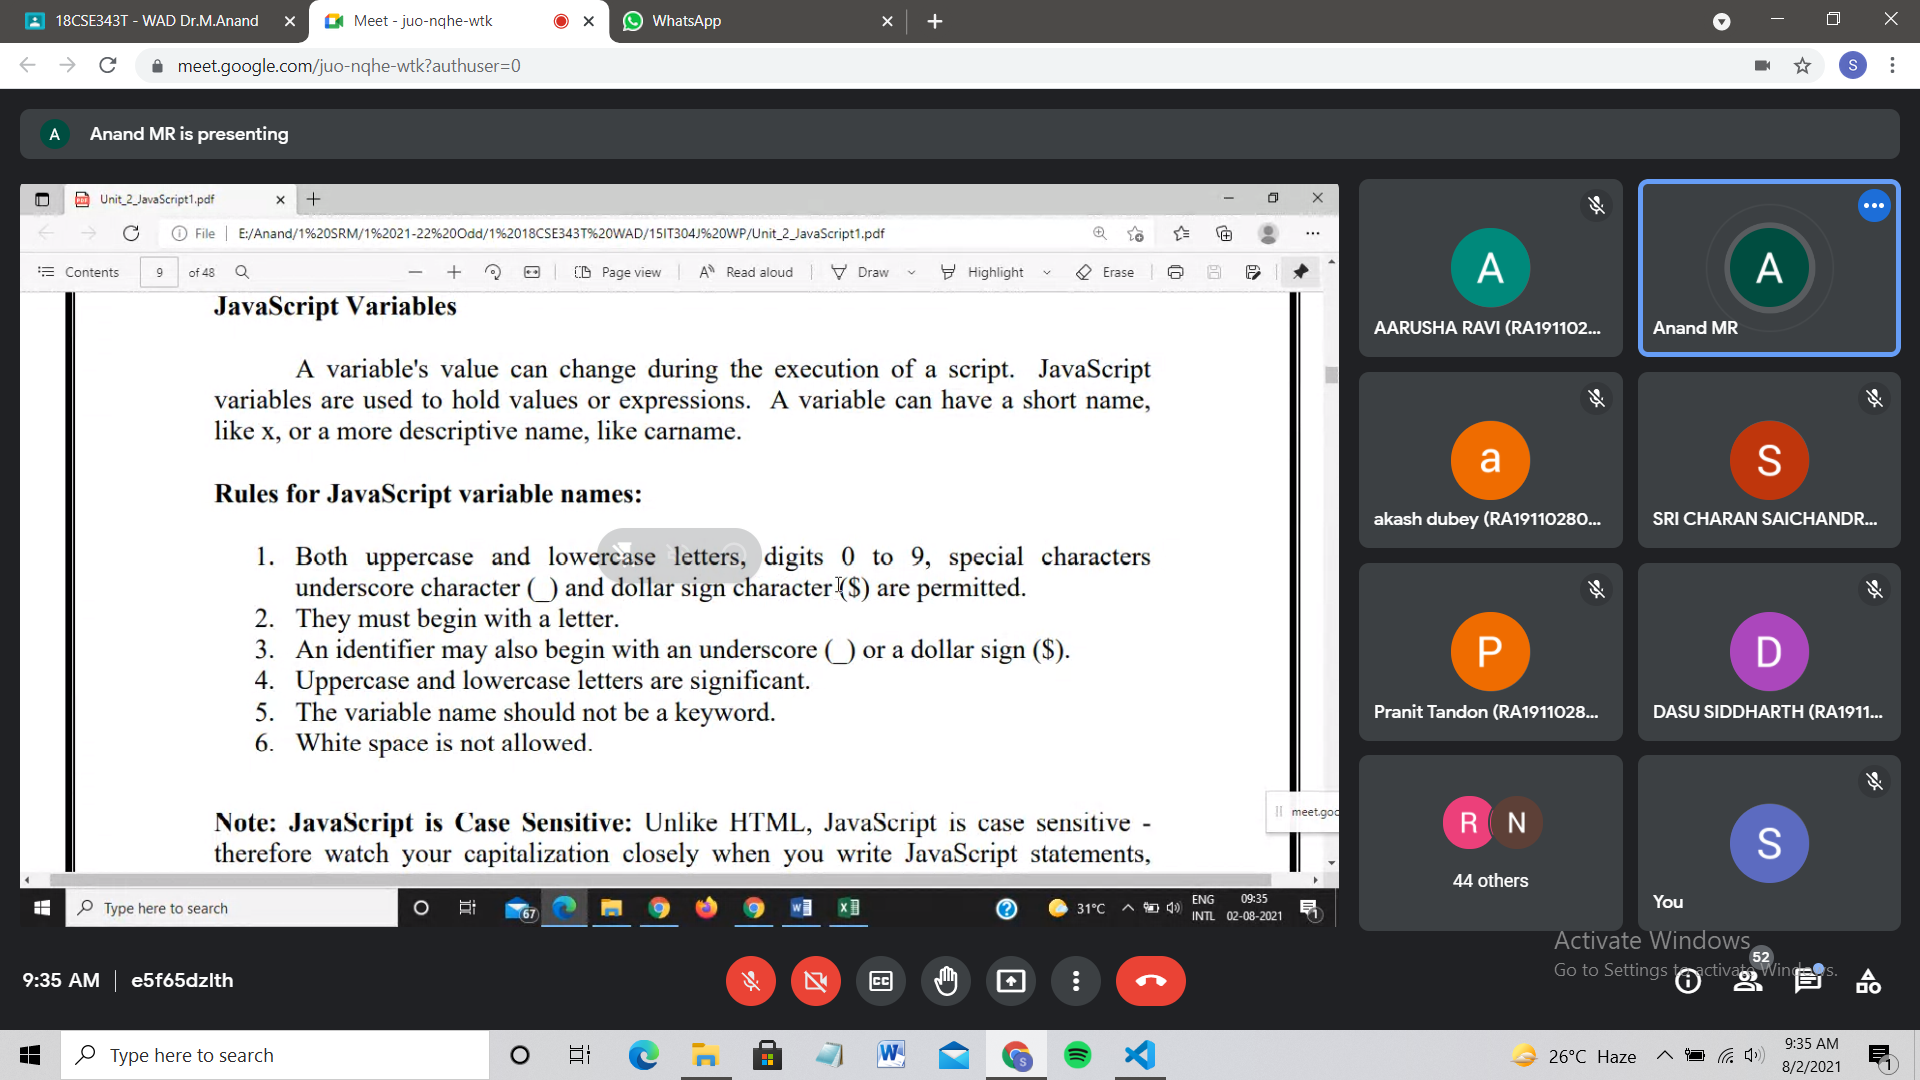 18CSE343T - WAD Dr.M.Anand
Meet - juo-nqhe-wtk
WhatsApp
meet.google.com/juo-nqhe-wtk?authuser=0
S
A
Anand MR is presenting
Unit_2_JavaScript1.pdf
File
E:/Anand/1%20SRM/1%2021-22%20Odd/1%2018CSE343T%20WAD/15IT304J%20WP/Unit_2_JavaScript1.pdf
Contents
9
of 48
Page view
Read aloud
Draw
Highlight
Erase
JavaScript Variables
A variable's value can change during the execution of a script. JavaScript
variables are used to hold values or expressions. A variable can have a short name,
like x, or a more descriptive name, like carname.
Rules for JavaScript variable names:
1. Both uppercase and lowercase letters, digits 0 to 9, special characters
underscore character (_) and dollar sign character ($) are permitted.
2. They must begin with a letter.
3. An identifier may also begin with an underscore (_) or a dollar sign ($).
4. Uppercase and lowercase letters are significant.
5. The variable name should not be a keyword.
6. White space is not allowed.
Note: JavaScript is Case Sensitive: Unlike HTML, JavaScript is case sensitive -
therefore watch your capitalization closely when you write JavaScript statements,
meet.goo
Type here to search
67
31°C
ENG
INTL
09:35
02-08-2021
1
A
AARUSHA RAVI (RA191102...
A
Anand MR
a
akash dubey (RA19110280...
S
SRI CHARAN SAICHANDR...
P
Pranit Tandon (RA1911028...
D
DASU SIDDHARTH (RA1911...
R
N
44 others
S
You
Activate Windows
Go to Settings to activate Windows.
9:35 AM
e5f65dzlth
52
Type here to search
26°C Haze
9:35 AM
8/2/2021
1